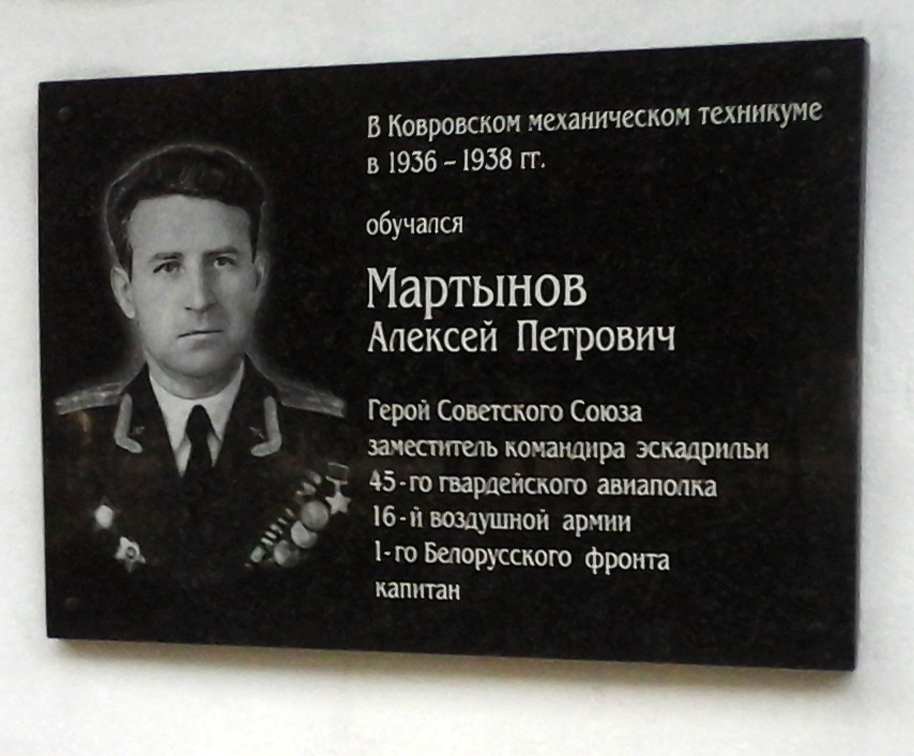 В Ковровском механическом техникуме
в 1936 – 1938 гг.
обучался
Мартынов
Алексей Петрович
Герой Советского Союза
заместитель командира эскадрильи
45-го гвардейского авиаполка
16-й воздушной армии
1-го Белорусского фронта
капитан